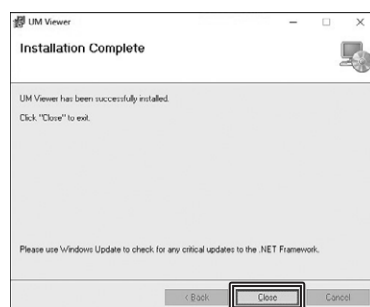 UM Viewer
Installation Complete
UM Viewer has been successfully installed.
Click "Close" to exit.
Please use Windows Update to check for any critical updates to the .NET Framework.
< Back Close Cancel